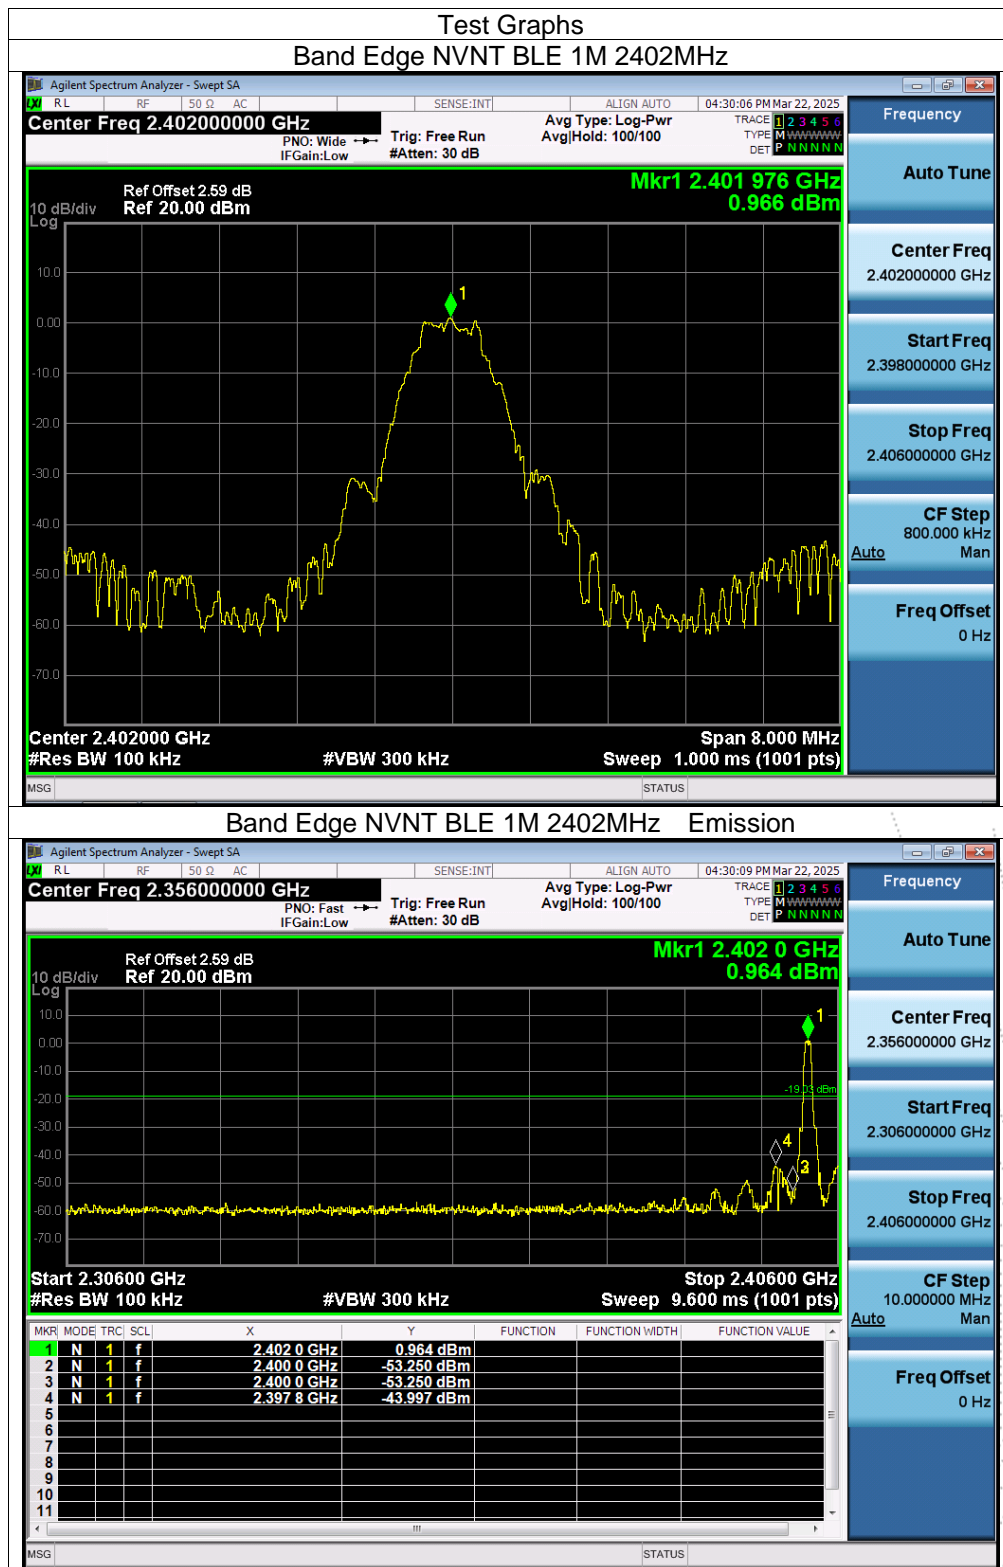 Test Graphs
Band Edge NVNT BLE 1M 2402MHz
Agilent Spectrum Analyzer - Swept SA
LXI RL RF 50 Ω AC SENSE:INT ALIGN AUTO 04:30:06 PM Mar 22, 2025
Center Freq 2.402000000 GHz
PNO: Wide
IFGain:Low
Trig: Free Run
#Atten: 30 dB
Avg Type: Log-Pwr
Avg|Hold: 100/100
TRACE 1 2 3 4 5 6
TYPE M WWWWW
DET P N N N N N
Frequency
Auto Tune
Center Freq
2.402000000 GHz
Start Freq
2.398000000 GHz
Stop Freq
2.406000000 GHz
CF Step
800.000 kHz
Auto Man
Freq Offset
0 Hz
Mkr1 2.401 976 GHz
0.966 dBm
Ref Offset 2.59 dB
10 dB/div Ref 20.00 dBm
Log
1
10.0
0.00
-10.0
-20.0
-30.0
-40.0
-50.0
-60.0
-70.0
Center 2.402000 GHz Span 8.000 MHz
#Res BW 100 kHz #VBW 300 kHz Sweep 1.000 ms (1001 pts)
MSG STATUS
Band Edge NVNT BLE 1M 2402MHz Emission
Agilent Spectrum Analyzer - Swept SA
LXI RL RF 50 Ω AC SENSE:INT ALIGN AUTO 04:30:09 PM Mar 22, 2025
Center Freq 2.356000000 GHz
PNO: Fast
IFGain:Low
Trig: Free Run
#Atten: 30 dB
Avg Type: Log-Pwr
Avg|Hold: 100/100
TRACE 1 2 3 4 5 6
TYPE M WWWWW
DET P N N N N N
Frequency
Auto Tune
Center Freq
2.356000000 GHz
Start Freq
2.306000000 GHz
Stop Freq
2.406000000 GHz
CF Step
10.000000 MHz
Auto Man
Freq Offset
0 Hz
Mkr1 2.402 0 GHz
0.964 dBm
Ref Offset 2.59 dB
10 dB/div Ref 20.00 dBm
Log
10.0
0.00
-10.0
-20.0
-30.0
-40.0
-50.0
-60.0
-70.0
1
-19.03 dBm
4
3
Start 2.30600 GHz Stop 2.40600 GHz
#Res BW 100 kHz #VBW 300 kHz Sweep 9.600 ms (1001 pts)
MKR MODE TRC SCL X Y FUNCTION FUNCTION WIDTH FUNCTION VALUE
1 N 1 f 2.402 0 GHz 0.964 dBm
2 N 1 f 2.400 0 GHz -53.250 dBm
3 N 1 f 2.400 0 GHz -53.250 dBm
4 N 1 f 2.397 8 GHz -43.997 dBm
5
6
7
8
9
10
11
MSG STATUS